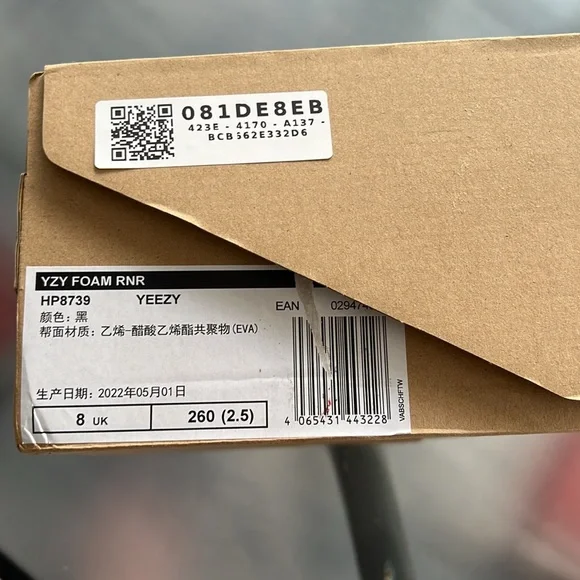 081DE8EB
423E - 4170 - A137 -
BCB562E332D6
YZY FOAM RNR
HP8739 YEEZY
颜色：黑
帮面材质：乙烯-醋酸乙烯酯共聚物(EVA)
生产日期：2022年05月01日
8 UK 260 (2.5)
EAN
4 065431 443228
VABSCHFTW